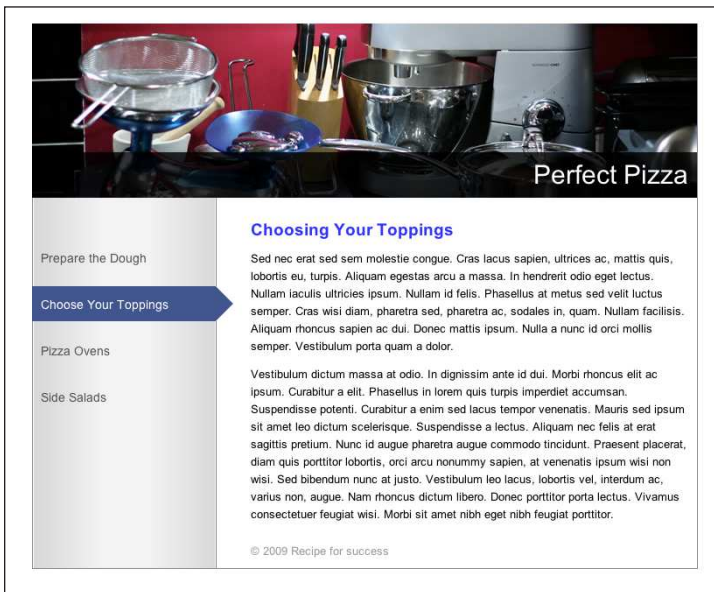 Perfect Pizza
Prepare the Dough
Choose Your Toppings
Pizza Ovens
Side Salads
Choosing Your Toppings
Sed nec erat sed sem molestie congue. Cras lacus sapien, ultrices ac, mattis quis,
lobortis eu, turpis. Aliquam egestas arcu a massa. In hendrerit odio eget lectus.
Nullam iaculis ultricies ipsum. Nullam id felis. Phasellus at metus sed velit luctus
semper. Cras wisi diam, pharetra sed, pharetra ac, sodales in, quam. Nullam facilisis.
Aliquam rhoncus sapien ac dui. Donec mattis ipsum. Nulla a nunc id orci mollis
semper. Vestibulum porta quam a dolor.
Vestibulum dictum massa at odio. In dignissim ante id dui. Morbi rhoncus elit ac
ipsum. Curabitur a elit. Phasellus in lorem quis turpis imperdiet accumsan.
Suspendisse potenti. Curabitur a enim sed lacus tempor venenatis. Mauris sed ipsum
sit amet leo dictum scelerisque. Suspendisse a lectus. Aliquam nec felis at erat
sagittis pretium. Nunc id augue pharetra augue commodo tincidunt. Praesent placerat,
diam quis porttitor lobortis, orci arcu nonummy sapien, at venenatis ipsum wisi non
wisi. Sed bibendum nunc at justo. Vestibulum leo lacus, lobortis vel, interdum ac,
varius non, augue. Nam rhoncus dictum libero. Donec porttitor porta lectus. Vivamus
consectetuer feugiat wisi. Morbi sit amet nibh eget nibh feugiat porttitor.
© 2009 Recipe for success